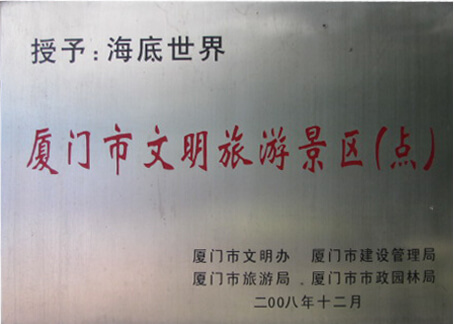 授予:海底世界
厦门市文明旅游景区(点)
厦门市文明办 厦门市建设管理局
厦门市旅游局 厦门市市政园林局
二00八年十二月